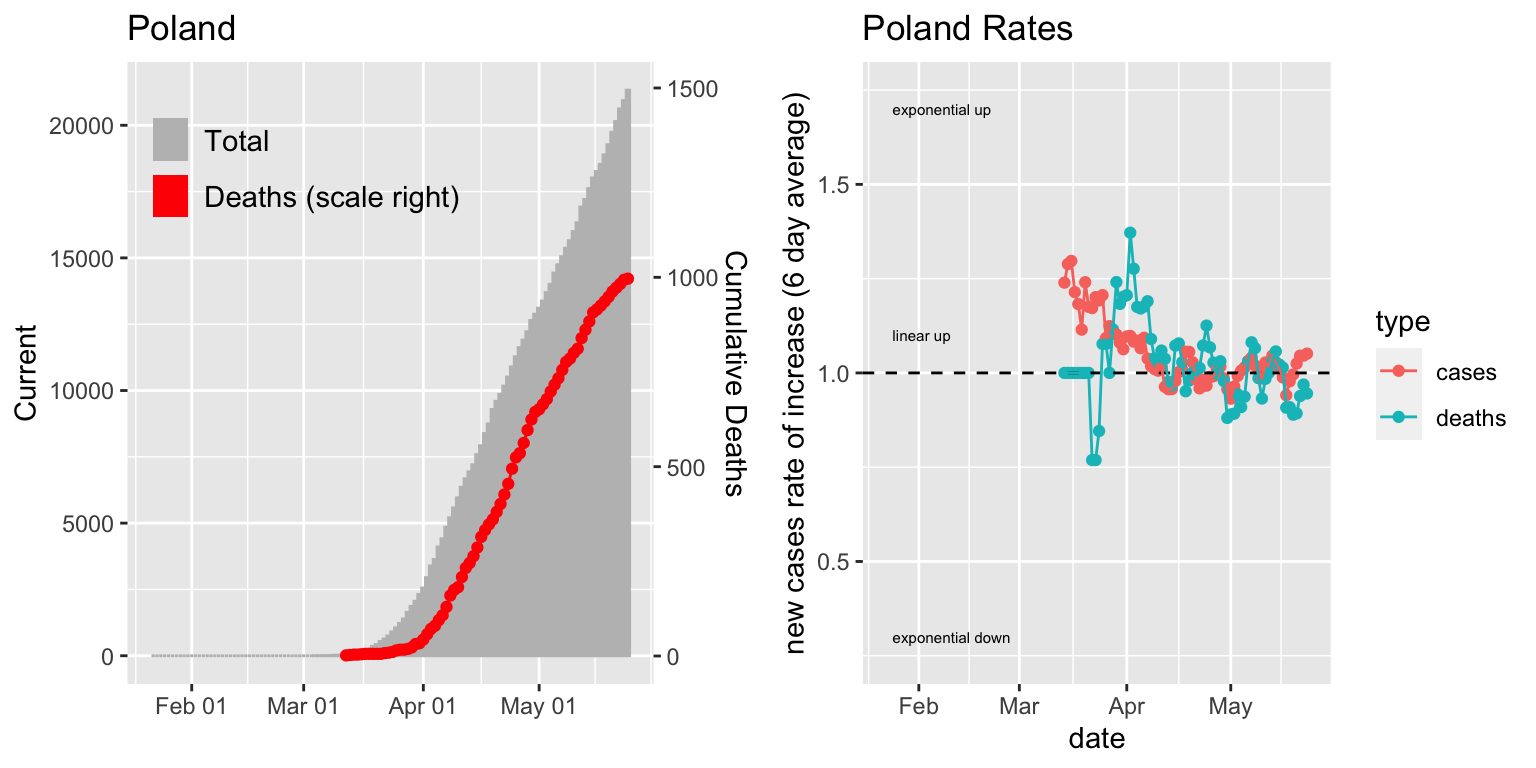 Poland
Current
20000
15000
10000
5000
0
Total
Deaths (scale right)
1500
1000
500
0
Cumulative Deaths
Feb 01
Mar 01
Apr 01
May 01
Poland Rates
new cases rate of increase (6 day average)
1.5
1.0
0.5
exponential up
linear up
exponential down
Feb
Mar
Apr
May
date
type
cases
deaths